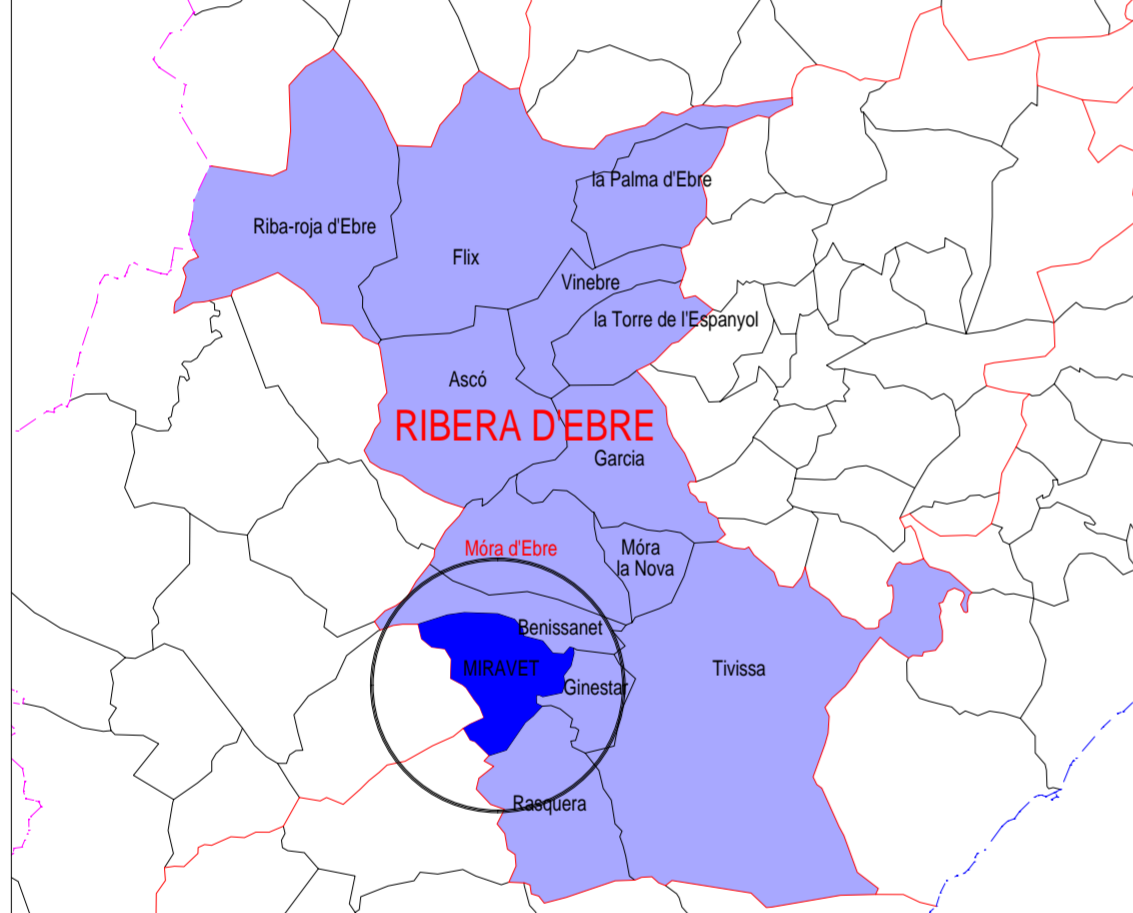 la Palma d'Ebre
Riba-roja d'Ebre
Flix
Vinebre
la Torre de l'Espanyol
Ascó
RIBERA D'EBRE
Garcia
Móra d'Ebre
Móra
la Nova
Benissanet
MIRAVET
Tivissa
Ginestar
Rasquera